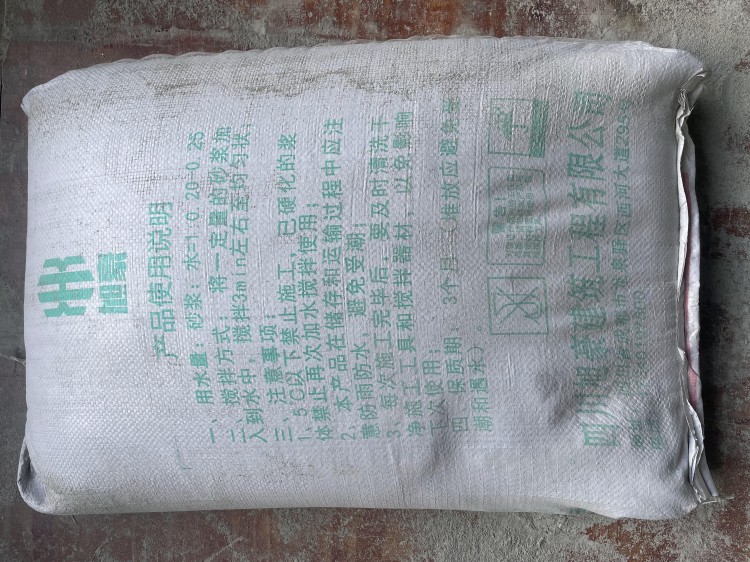 旭豪
产品使用说明
一、用水量：砂浆：水=1:0.20-0.25
二、搅拌方式：将一定量的砂浆加
入到水中，搅拌3min左右至均匀状；
三、注意事项：
1、5℃以下禁止施工，已硬化的浆
体禁止再次加水搅拌使用；
2、本产品在储存和运输过程中应注
意防雨防水，避免受潮；
3、每次施工完毕后，要及时清洗干
净施工工具和搅拌器材，以免影响
下次使用；
四、保质期：3个月（堆放应避免受
潮和遇水）。
四川旭豪建筑工程有限公司
西河大道